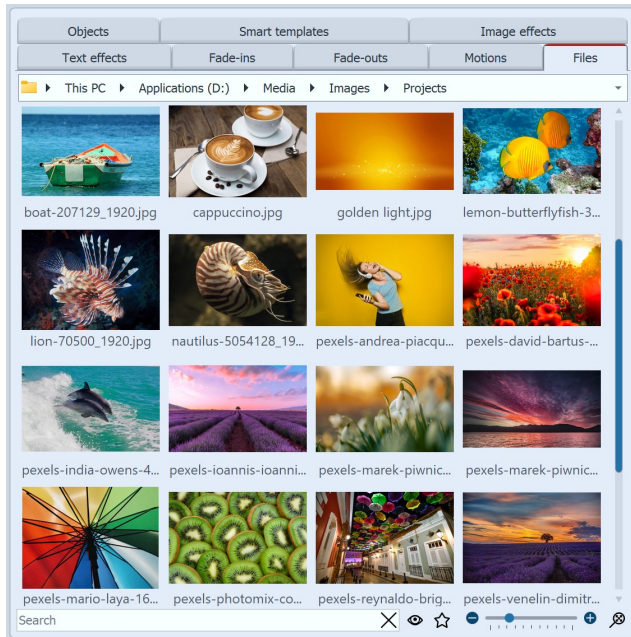 Objects Smart templates Image effects
Text effects Fade-ins Fade-outs Motions Files
This PC Applications (D:) Media Images Projects
boat-207129_1920.jpg cappuccino.jpg golden light.jpg lemon-butterflyfish-3...
lion-70500_1920.jpg nautilus-5054128_19... pexels-andrea-piacqu... pexels-david-bartus-...
pexels-india-owens-4... pexels-ioannis-ioanni... pexels-marek-piwnic... pexels-marek-piwnic...
pexels-mario-laya-16... pexels-photomix-co... pexels-reynaldo-brig... pexels-venelin-dimitr...
Search